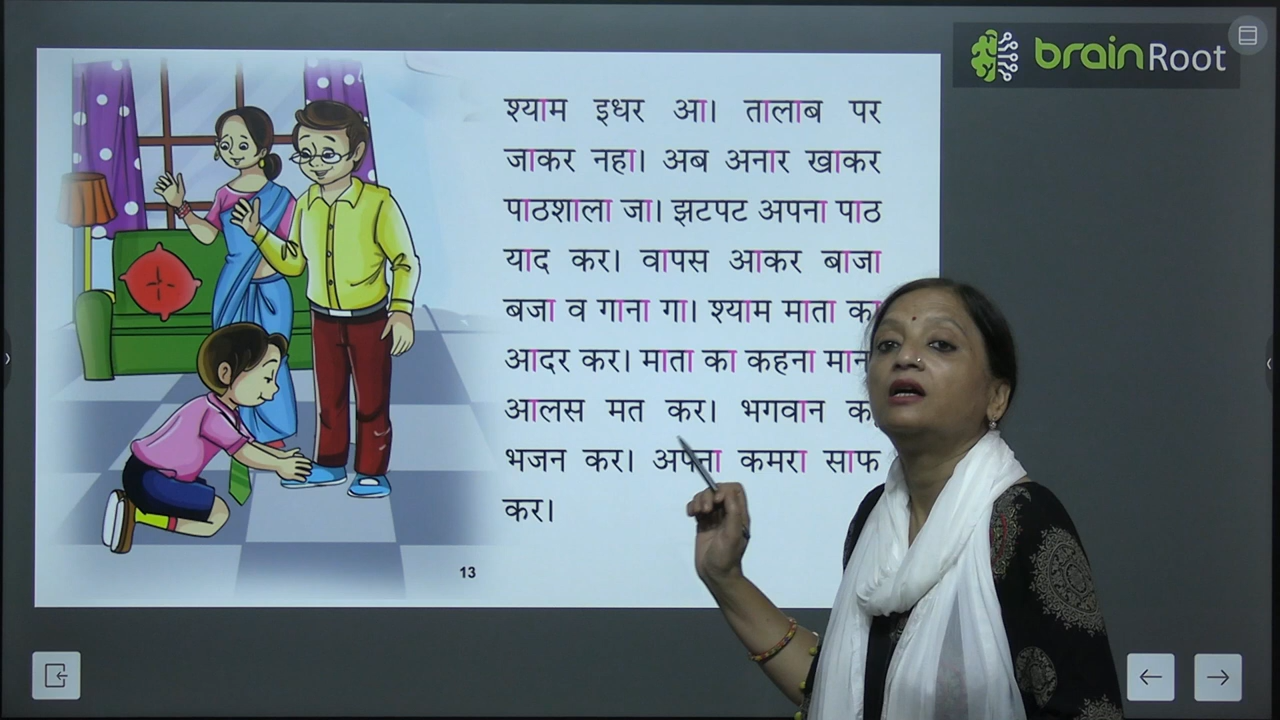 brainRoot
श्याम इधर आ। तालाब पर
जाकर नहा। अब अनार खाकर
पाठशाला जा। झटपट अपना पाठ
याद कर। वापस आकर बाजा
बजा व गाना गा। श्याम माता का
आदर कर। माता का कहना मान
आलस मत कर। भगवान
भजन कर। अपना कमरा साफ
कर।
13